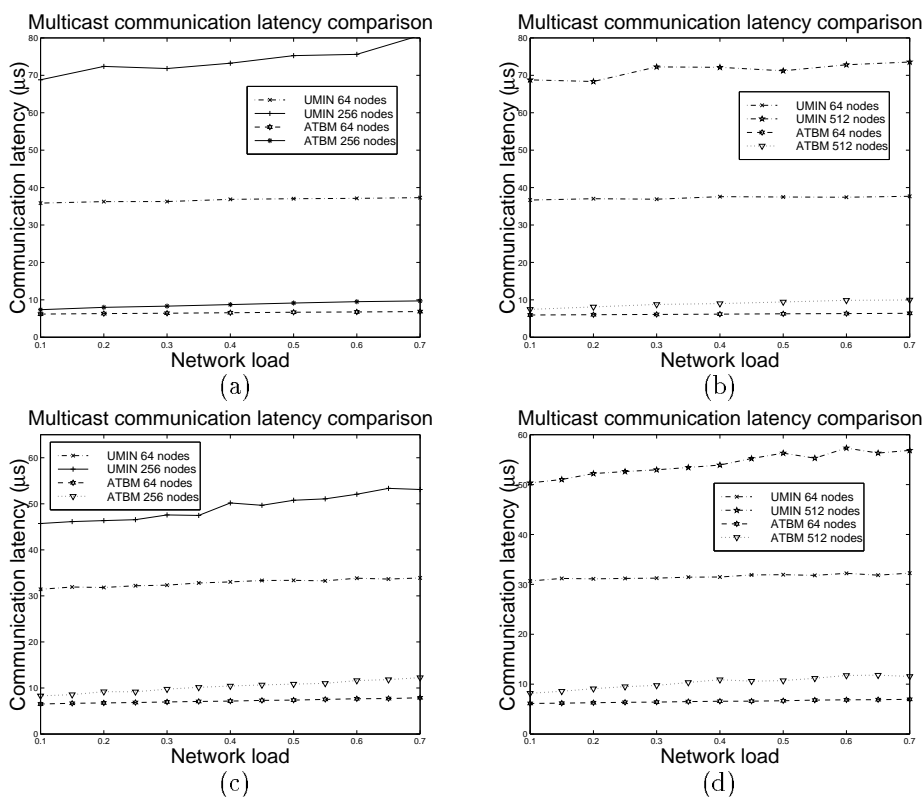 Multicast communication latency comparison
Communication latency (µs)
80
70
60
50
40
30
20
10
0
UMIN 64 nodes
UMIN 256 nodes
ATBM 64 nodes
ATBM 256 nodes
0.1 0.2 0.3 0.4 0.5 0.6 0.7
Network load
(a)
Multicast communication latency comparison
Communication latency (µs)
80
70
60
50
40
30
20
10
0
UMIN 64 nodes
UMIN 512 nodes
ATBM 64 nodes
ATBM 512 nodes
0.1 0.2 0.3 0.4 0.5 0.6 0.7
Network load
(b)
Multicast communication latency comparison
Communication latency (µs)
60
50
40
30
20
10
0
UMIN 64 nodes
UMIN 256 nodes
ATBM 64 nodes
ATBM 256 nodes
0.1 0.2 0.3 0.4 0.5 0.6 0.7
Network load
(c)
Multicast communication latency comparison
Communication latency (µs)
60
50
40
30
20
10
0
UMIN 64 nodes
UMIN 512 nodes
ATBM 64 nodes
ATBM 512 nodes
0.1 0.2 0.3 0.4 0.5 0.6 0.7
Network load
(d)